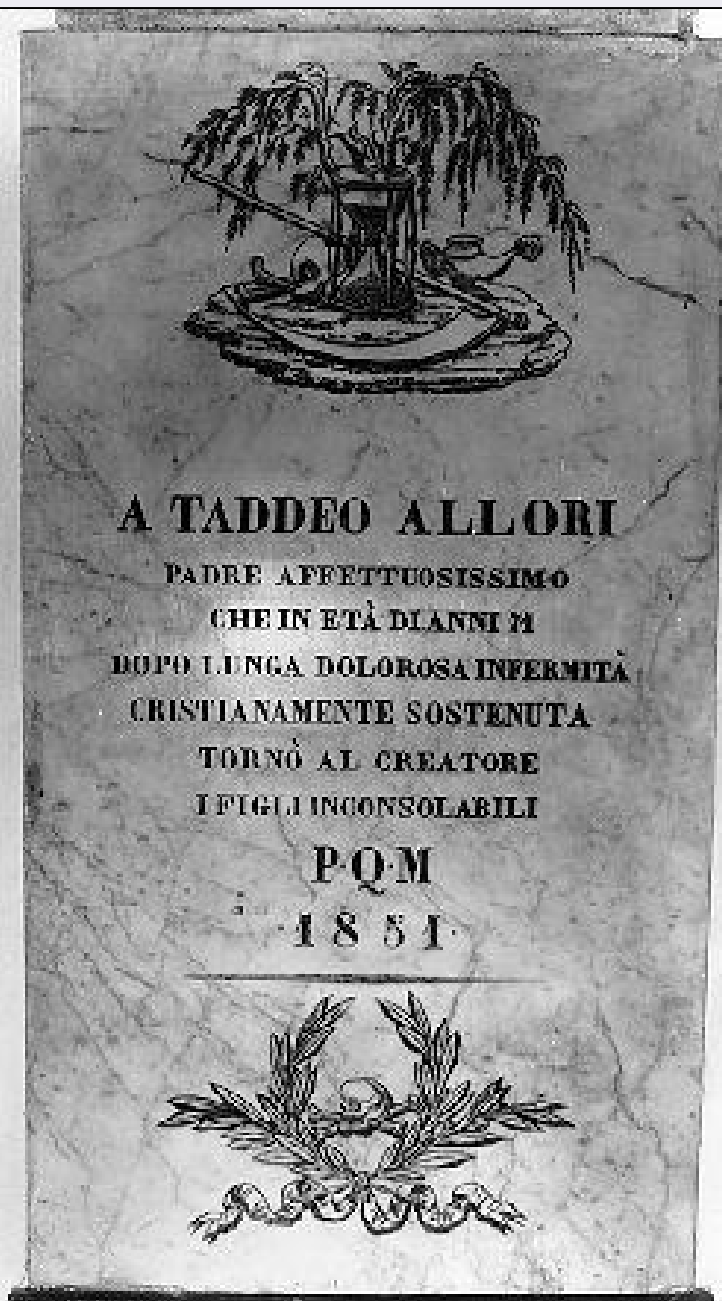 A TADDEO ALLORI
PADRE AFFETTUOSISSIMO
CHE IN ETÀ DI ANNI
DOPO LUNGA DOLOROSA INFERMITÀ
CRISTIANAMENTE SOSTENUTA
TORNÒ AL CREATORE
I FIGLI INCONSOLABILI
P·Q·M
·1851·